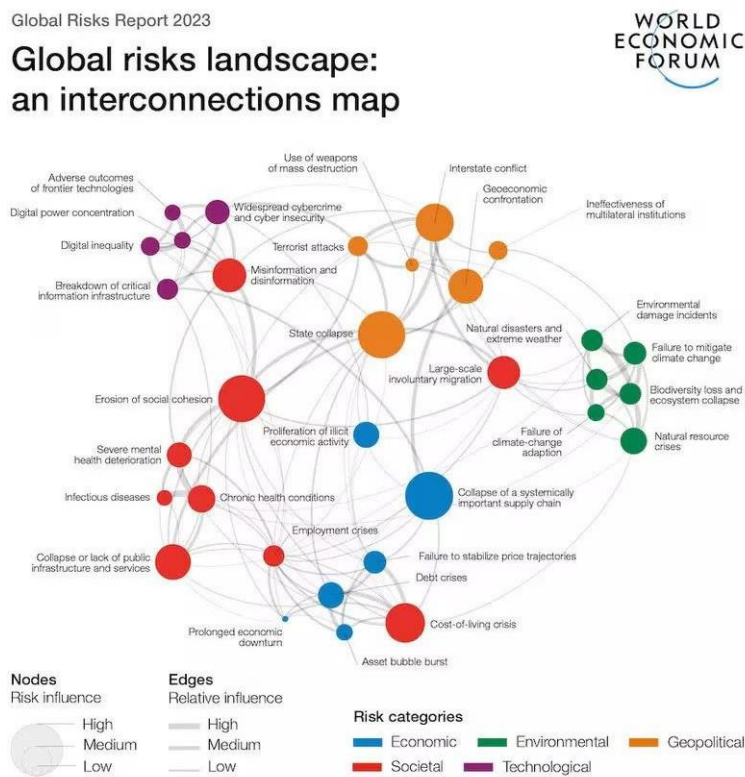 Global Risks Report 2023
WORLD
ECONOMIC
FORUM
Global risks landscape:
an interconnections map
Use of weapons
of mass destruction
Interstate conflict
Adverse outcomes
of frontier technologies
Geoeconomic
confrontation
Digital power concentration
Widespread cybercrime
and cyber insecurity
Ineffectiveness of
multilateral institutions
Digital inequality
Terrorist attacks
Misinformation and
disinformation
Breakdown of critical
information infrastructure
Environmental
damage incidents
State collapse
Natural disasters and
extreme weather
Failure to mitigate
climate change
Large-scale
involuntary migration
Biodiversity loss and
ecosystem collapse
Erosion of social cohesion
Proliferation of illicit
economic activity
Failure of
climate-change
adaption
Natural resource
crises
Severe mental
health deterioration
Infectious diseases
Chronic health conditions
Collapse of a systemically
important supply chain
Employment crises
Collapse or lack of public
infrastructure and services
Failure to stabilize price trajectories
Debt crises
Prolonged economic
downturn
Cost-of-living crisis
Asset bubble burst
Nodes
Risk influence
High
Medium
Low
Edges
Relative influence
High
Medium
Low
Risk categories
Economic
Environmental
Geopolitical
Societal
Technological